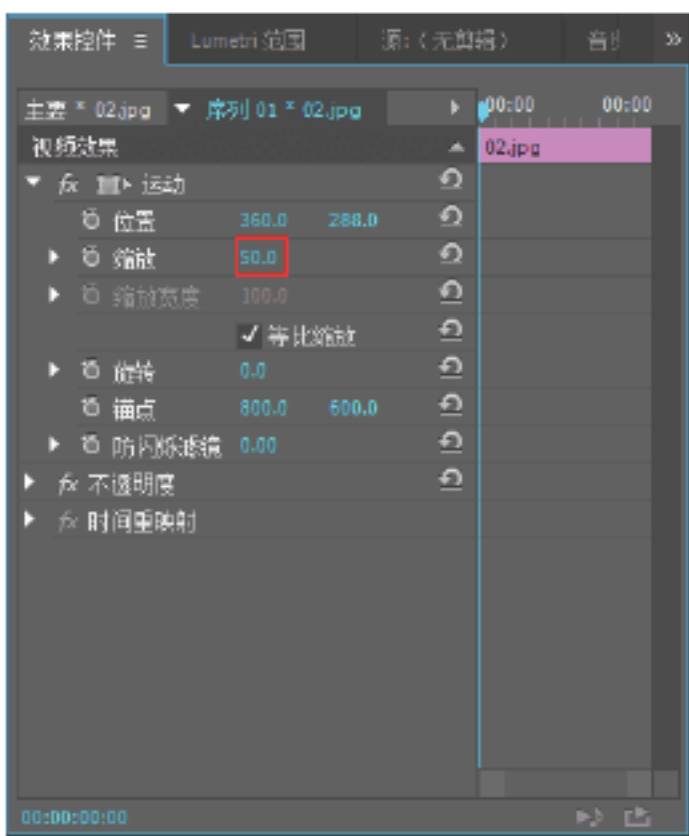 效果控件 Lumetri 范围 源:(无剪辑) 音
主要 * 02.jpg 序列 01 * 02.jpg 00:00 00:00
视频效果 02.jpg
fx 运动
位置 360.0 288.0
缩放 50.0
缩放宽度 100.0
等比缩放
旋转 0.0
锚点 800.0 600.0
防闪烁滤镜 0.00
fx 不透明度
fx 时间重映射
00:00:00:00